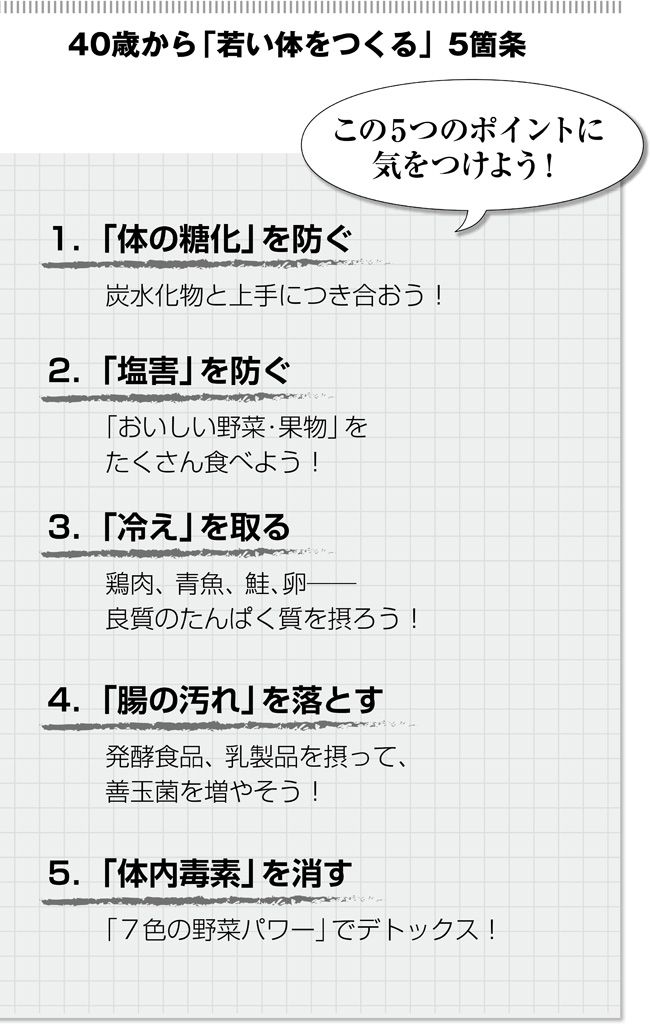 40歳から「若い体をつくる」5箇条
この5つのポイントに
気をつけよう！
1.「体の糖化」を防ぐ
炭水化物と上手につき合おう！
2.「塩害」を防ぐ
「おいしい野菜・果物」を
たくさん食べよう！
3.「冷え」を取る
鶏肉、青魚、鮭、卵――
良質のたんぱく質を摂ろう！
4.「腸の汚れ」を落とす
発酵食品、乳製品を摂って、
善玉菌を増やそう！
5.「体内毒素」を消す
「７色の野菜パワー」でデトックス！